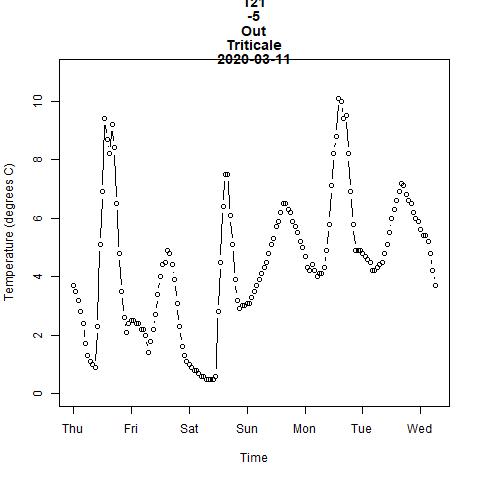 121
-5
Out
Triticale
2020-03-11
10
8
6
4
2
0
Temperature (degrees C)
Thu Fri Sat Sun Mon Tue Wed
Time